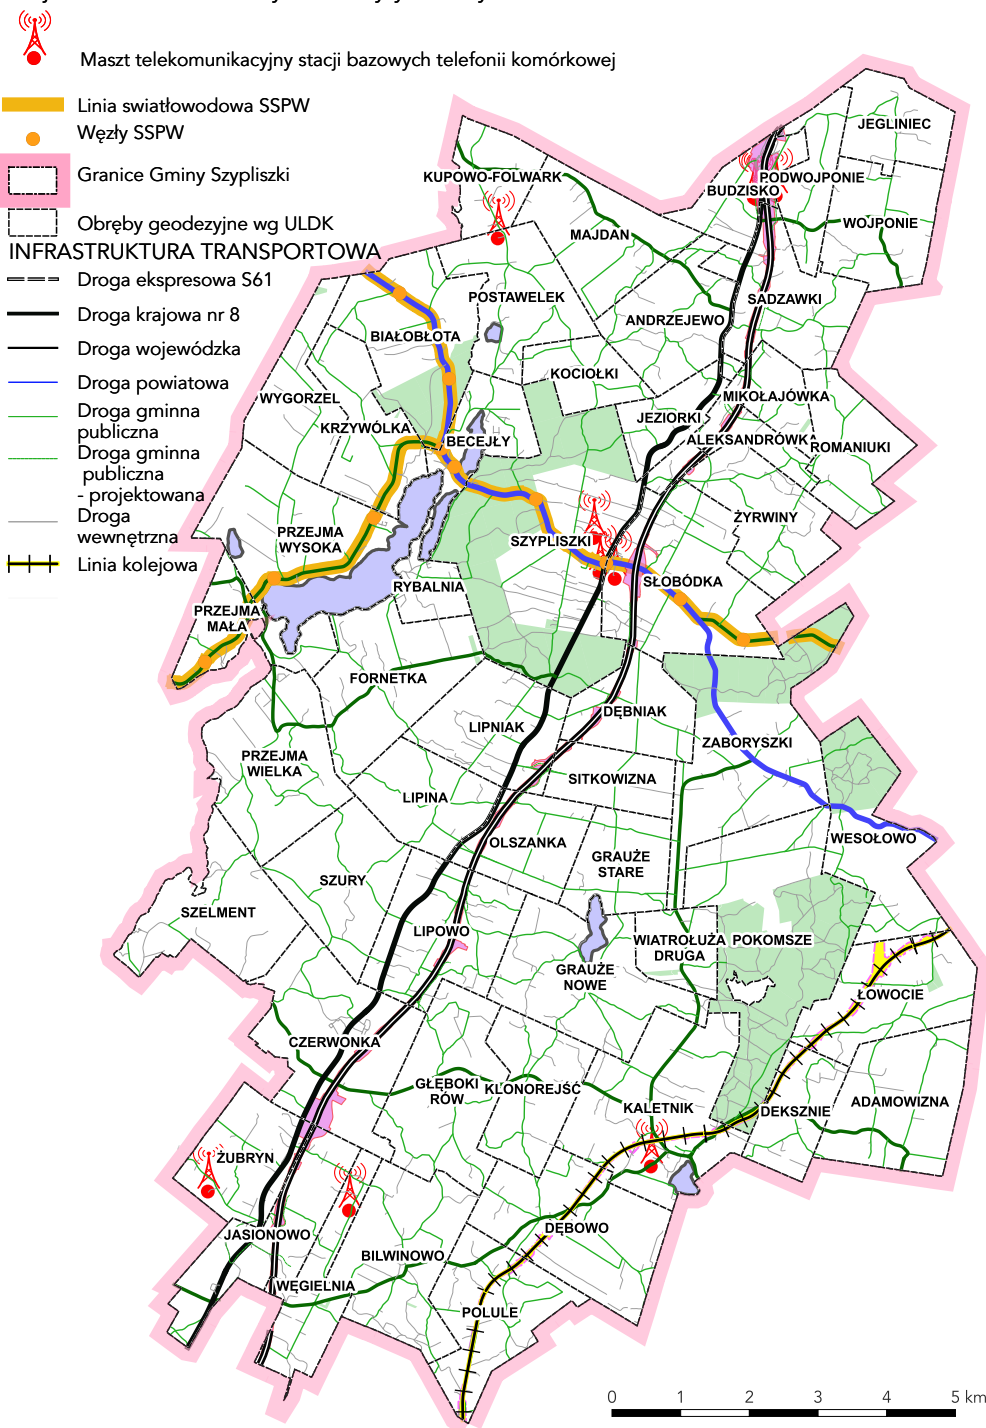 Maszt telekomunikacyjny stacji bazowych telefonii komórkowej
Linia swiatłowodowa SSPW
Węzły SSPW
Granice Gminy Szypliszki
Obręby geodezyjne wg ULDK
INFRASTRUKTURA TRANSPORTOWA
Droga ekspresowa S61
Droga krajowa nr 8
Droga wojewódzka
Droga powiatowa
Droga gminna
publiczna
Droga gminna
publiczna
- projektowana
Droga
wewnętrzna
Linia kolejowa
JEGLINIEC
KUPOWO-FOLWARK
PODWOJPONIE
BUDZISKO
WOJPONIE
MAJDAN
POSTAWELEK
SADZAWKI
ANDRZEJEWO
BIAŁOBŁOTA
KOCIOŁKI
WYGORZEL
MIKOŁAJÓWKA
JEZIORKI
KRZYWÓLKA
BECEJŁY
ALEKSANDRÓWK
ROMANIUKI
ŻYRWINY
PRZEJMA
WYSOKA
SZYPLISZKI
SŁOBÓDKA
RYBALNIA
PRZEJMA
MAŁA
FORNETKA
DĘBNIAK
LIPNIAK
ZABORYSZKI
PRZEJMA
WIELKA
SITKOWIZNA
LIPINA
WESOŁOWO
OLSZANKA
GRAUŻE
STARE
SZURY
SZELMENT
LIPOWO
WIATROŁUŻA
DRUGA
POKOMSZE
GRAUŻE
NOWE
ŁOWOCIE
CZERWONKA
GŁĘBOKI
RÓW
KLONOREJŚĆ
KALETNIK
DEKSZNIE
ADAMOWIZNA
ŻUBRYN
JASIONOWO
DĘBOWO
BILWINOWO
WĘGIELNIA
POLULE
0 1 2 3 4 5 km